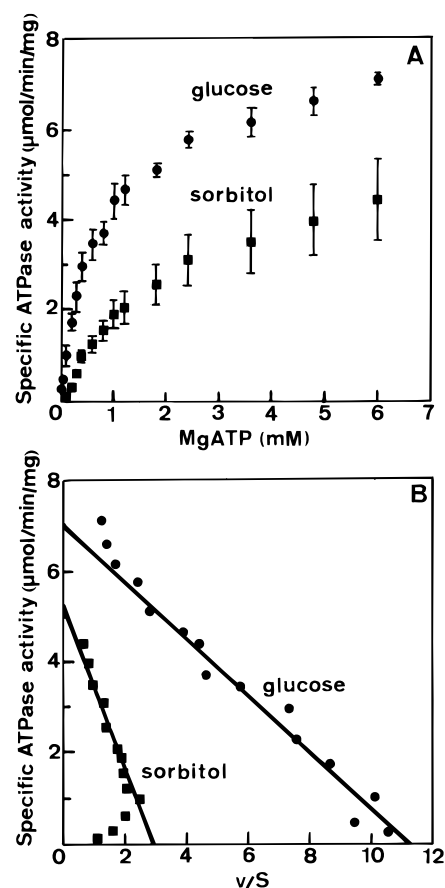 A
glucose
sorbitol
Specific ATPase activity (μmol/min/mg)
8
6
4
2
0 1 2 3 4 5 6 7
MgATP (mM)
B
glucose
sorbitol
Specific ATPase activity (μmol/min/mg)
8
6
4
2
0
0 2 4 6 8 10 12
v/S